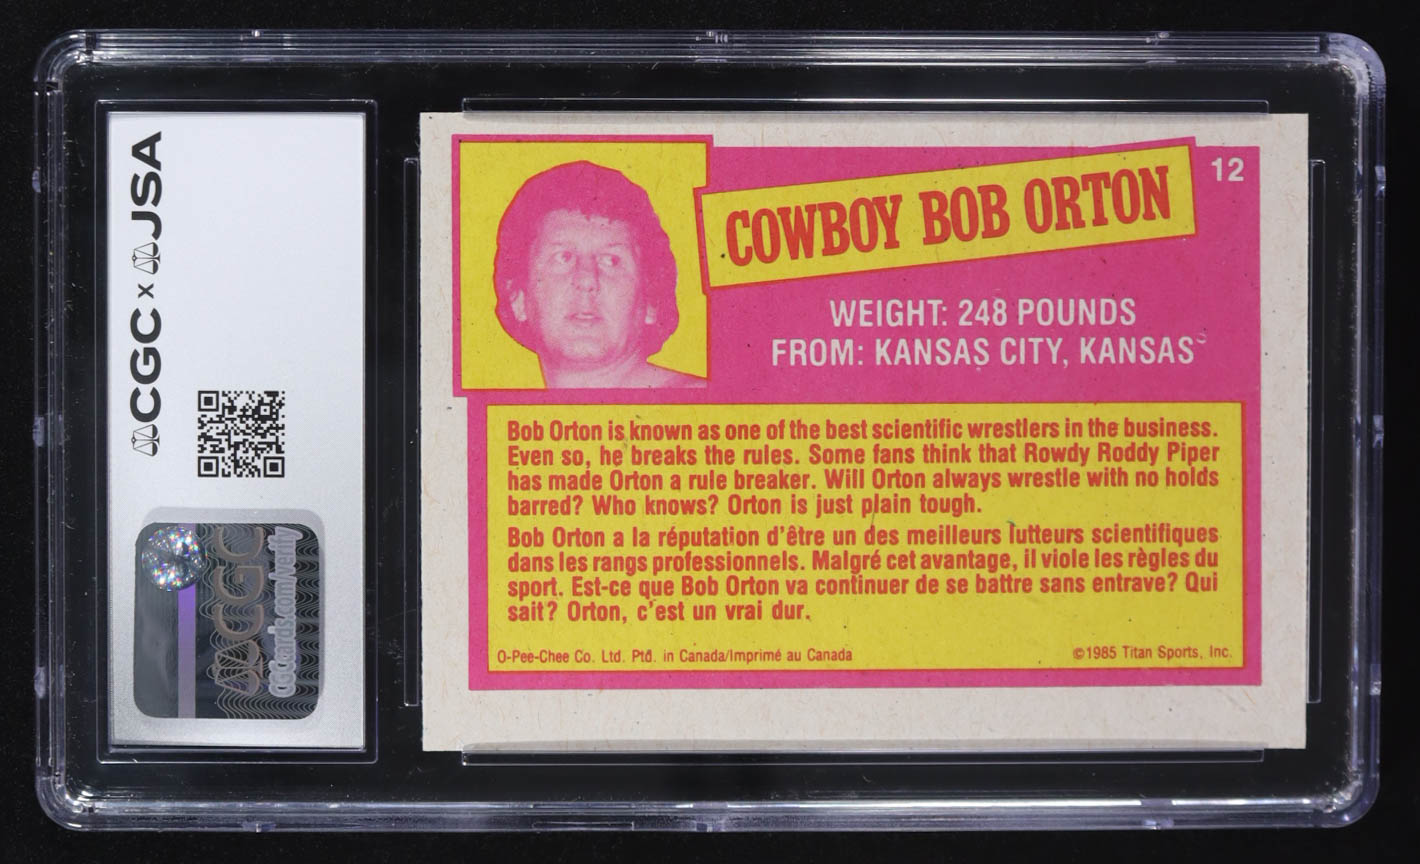 CGC x JSA
CGC
CGCcards.com/verify
12
COWBOY BOB ORTON
WEIGHT: 248 POUNDS
FROM: KANSAS CITY, KANSAS
Bob Orton is known as one of the best scientific wrestlers in the business.
Even so, he breaks the rules. Some fans think that Rowdy Roddy Piper
has made Orton a rule breaker. Will Orton always wrestle with no holds
barred? Who knows? Orton is just plain tough.
Bob Orton a la réputation d'être un des meilleurs lutteurs scientifiques
dans les rangs professionnels. Malgré cet avantage, il viole les règles du
sport. Est-ce que Bob Orton va continuer de se battre sans entrave? Qui
sait? Orton, c'est un vrai dur.
O-Pee-Chee Co. Ltd. Ptd. in Canada/Imprimé au Canada
©1985 Titan Sports, Inc.